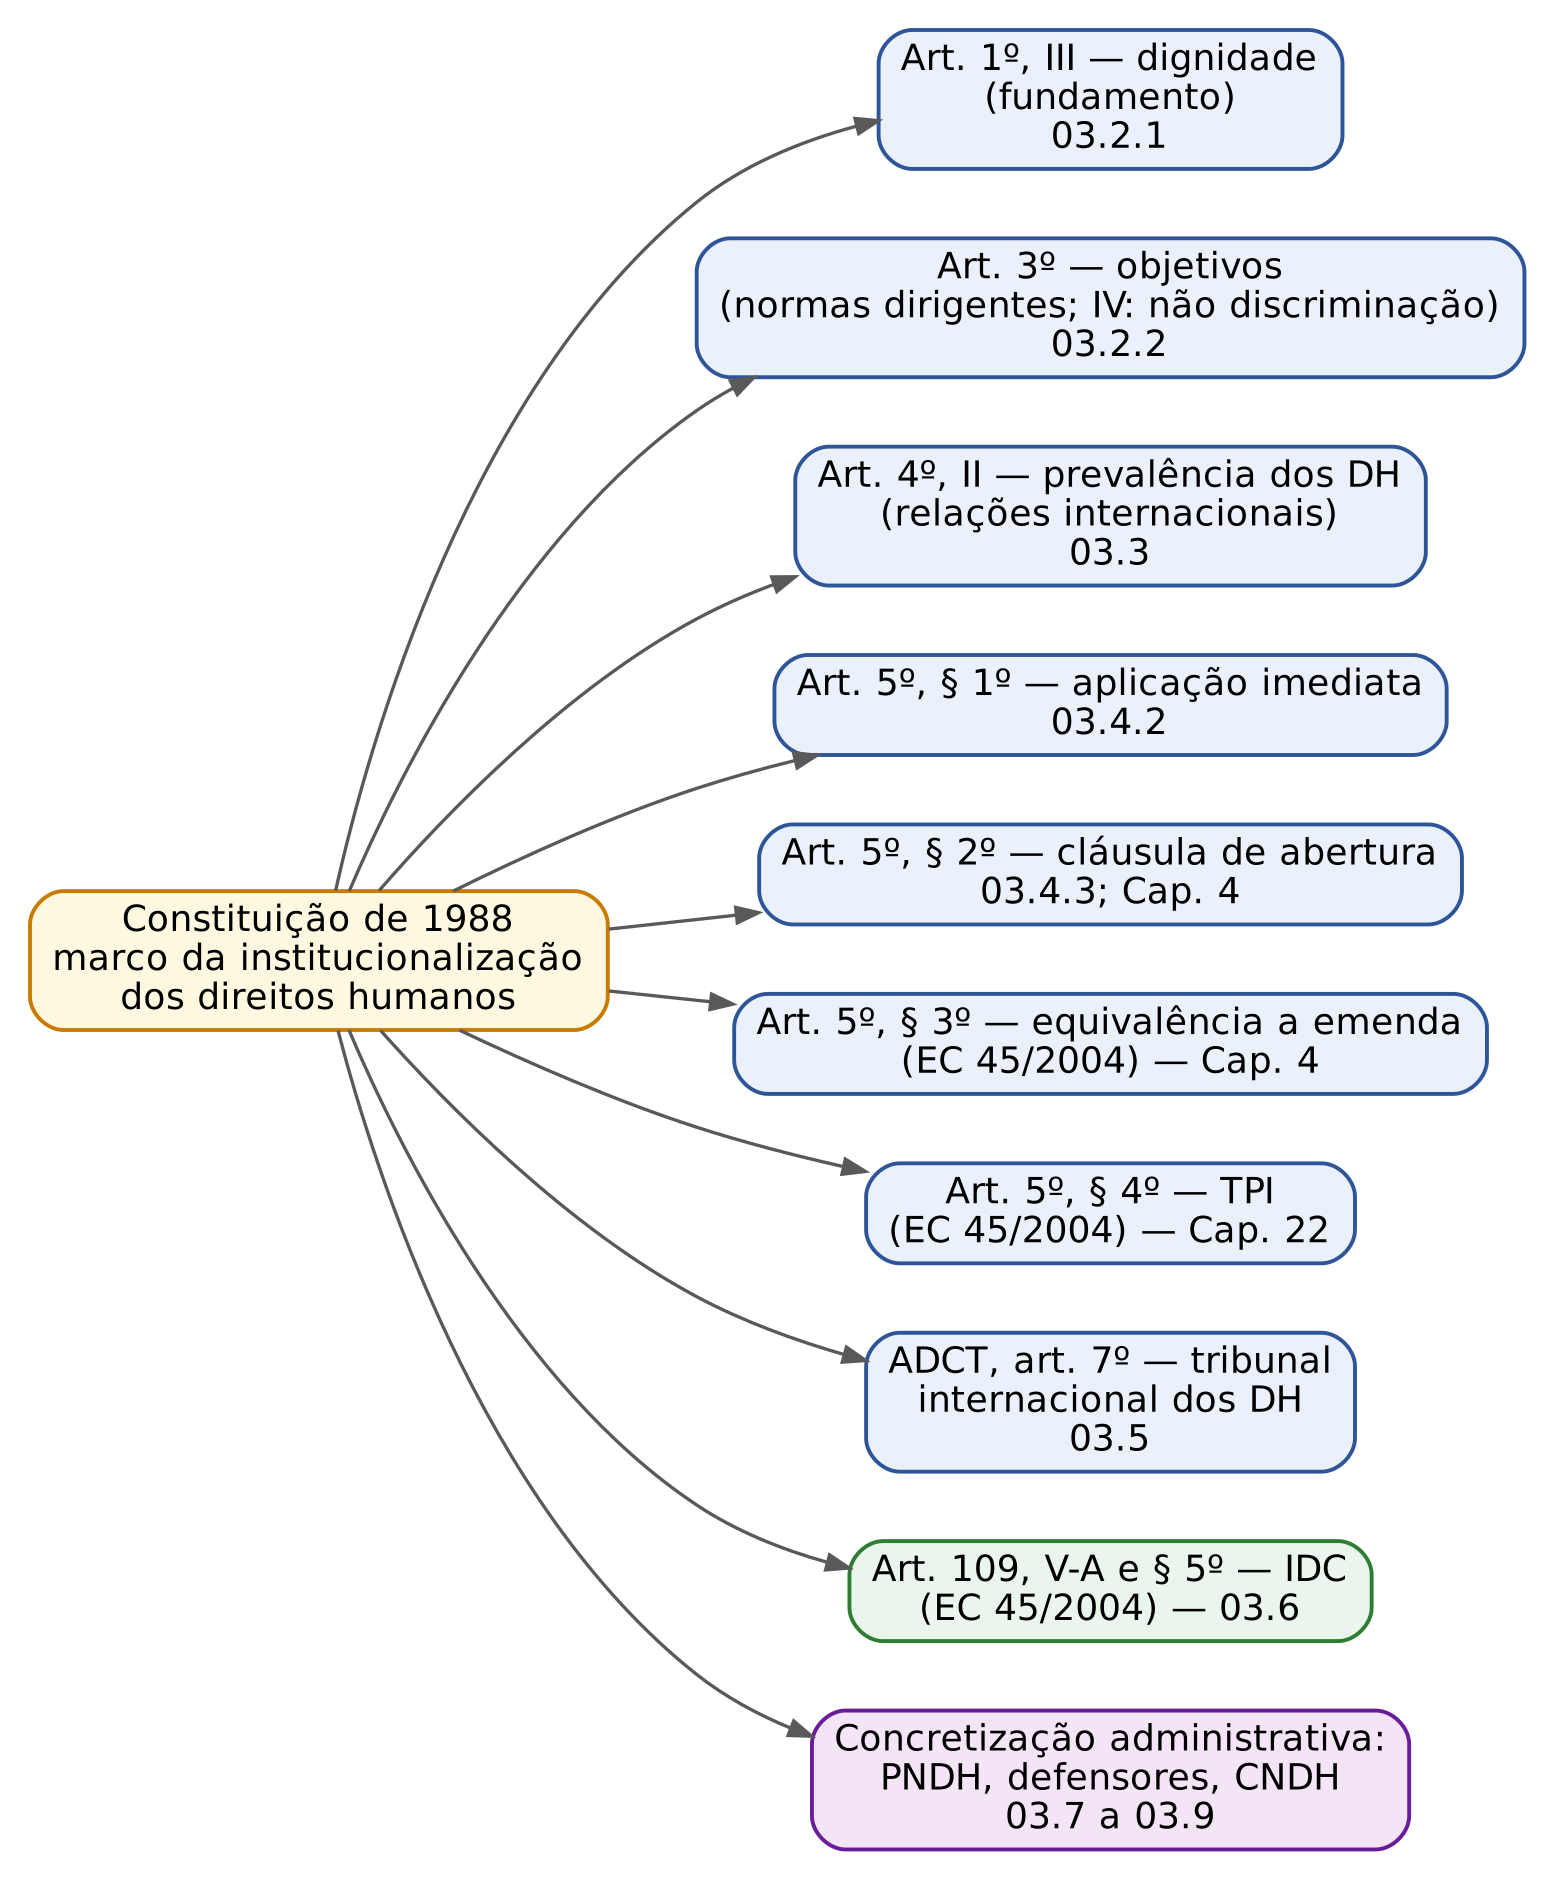 Art. 1º, III — dignidade
(fundamento)
03.2.1
Art. 3º — objetivos
(normas dirigentes; IV: não discriminação)
03.2.2
Art. 4º, II — prevalência dos DH
(relações internacionais)
03.3
Art. 5º, § 1º — aplicação imediata
03.4.2
Art. 5º, § 2º — cláusula de abertura
03.4.3; Cap. 4
Constituição de 1988
marco da institucionalização
dos direitos humanos
Art. 5º, § 3º — equivalência a emenda
(EC 45/2004) — Cap. 4
Art. 5º, § 4º — TPI
(EC 45/2004) — Cap. 22
ADCT, art. 7º — tribunal
internacional dos DH
03.5
Art. 109, V-A e § 5º — IDC
(EC 45/2004) — 03.6
Concretização administrativa:
PNDH, defensores, CNDH
03.7 a 03.9